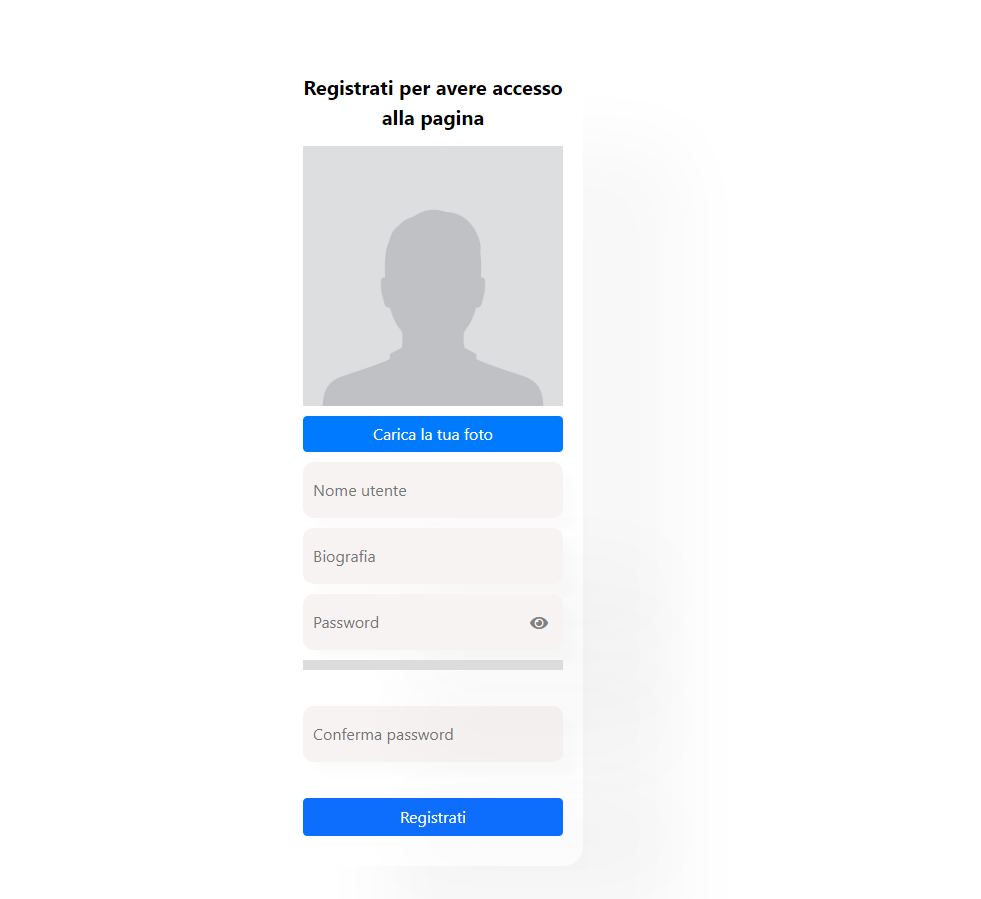 Registrati per avere accesso
alla pagina
Carica la tua foto
Nome utente
Biografia
Password
Conferma password
Registrati